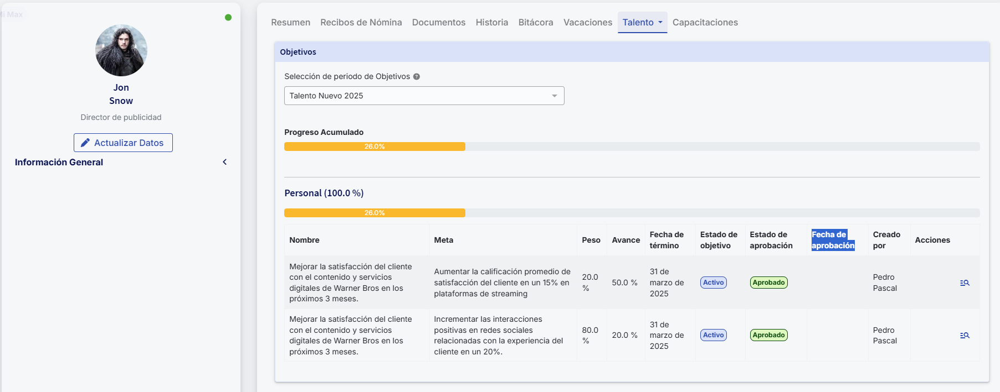 Mi Max
Jon
Snow
Director de publicidad
Actualizar Datos
Información General
Resumen Recibos de Nómina Documentos Historia Bitácora Vacaciones Talento Capacitaciones
Objetivos
Selección de periodo de Objetivos ?
Talento Nuevo 2025
Progreso Acumulado
26.0%
Personal (100.0 %)
26.0%
Nombre
Meta
Peso
Avance
Fecha de
término
Estado de
objetivo
Estado de
aprobación
Fecha de
aprobación
Creado
por
Acciones
Mejorar la satisfacción del cliente
con el contenido y servicios
digitales de Warner Bros en los
próximos 3 meses.
Aumentar la calificación promedio de
satisfacción del cliente en un 15% en
plataformas de streaming
20.0
%
50.0 %
31 de
marzo de
2025
Activo
Aprobado
Pedro
Pascal
Mejorar la satisfacción del cliente
con el contenido y servicios
digitales de Warner Bros en los
próximos 3 meses.
Incrementar las interacciones
positivas en redes sociales
relacionadas con la experiencia del
cliente en un 20%.
80.0
%
20.0 %
31 de
marzo de
2025
Activo
Aprobado
Pedro
Pascal